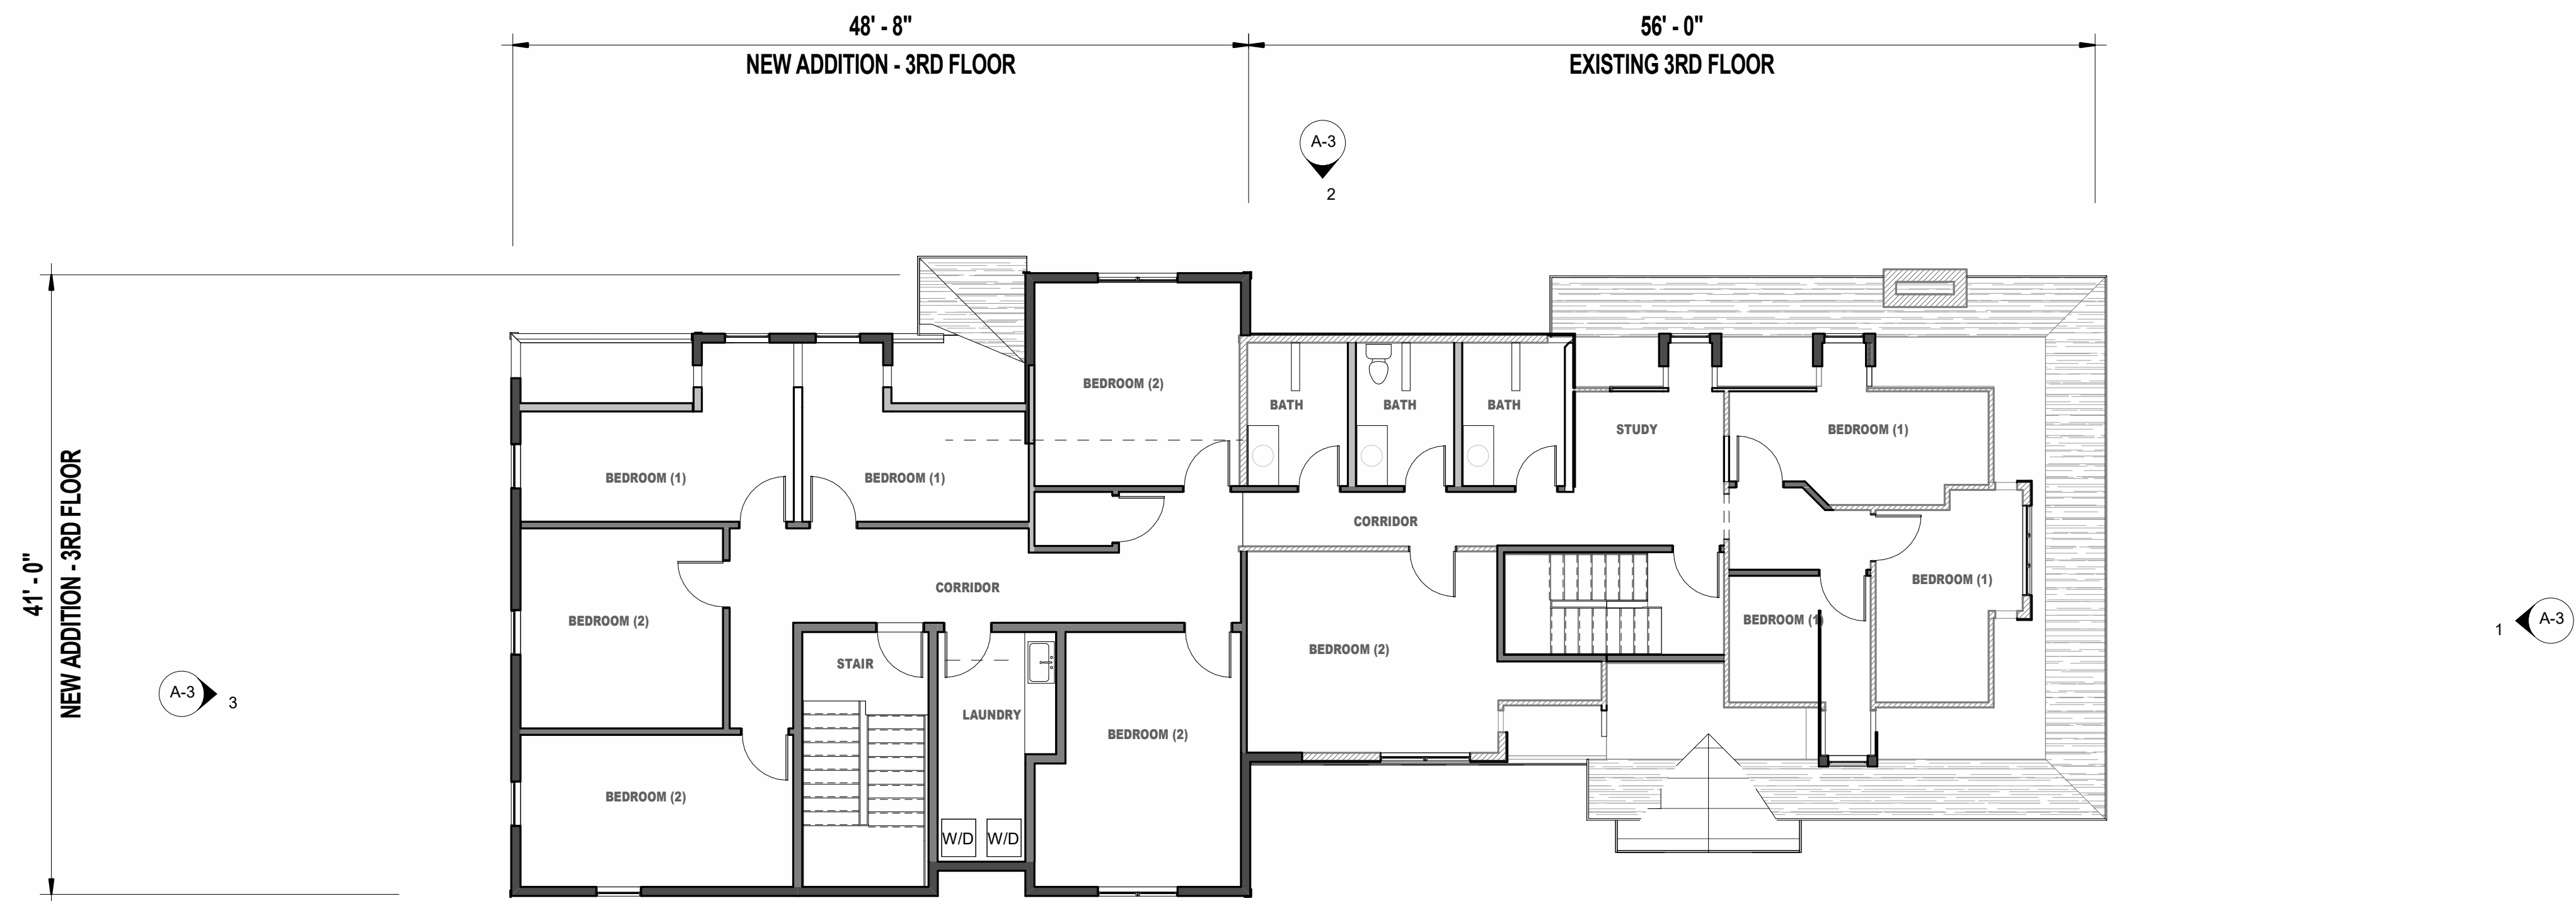 48' - 8"
56' - 0"
NEW ADDITION - 3RD FLOOR
EXISTING 3RD FLOOR
A-3
2
41' - 0"
NEW ADDITION - 3RD FLOOR
BEDROOM (2)
BATH
BATH
BATH
STUDY
BEDROOM (1)
BEDROOM (1)
BEDROOM (1)
CORRIDOR
CORRIDOR
BEDROOM (1)
BEDROOM (2)
BEDROOM (1)
BEDROOM (2)
STAIR
LAUNDRY
BEDROOM (2)
BEDROOM (2)
W/D
W/D
A-3
3
A-3
1